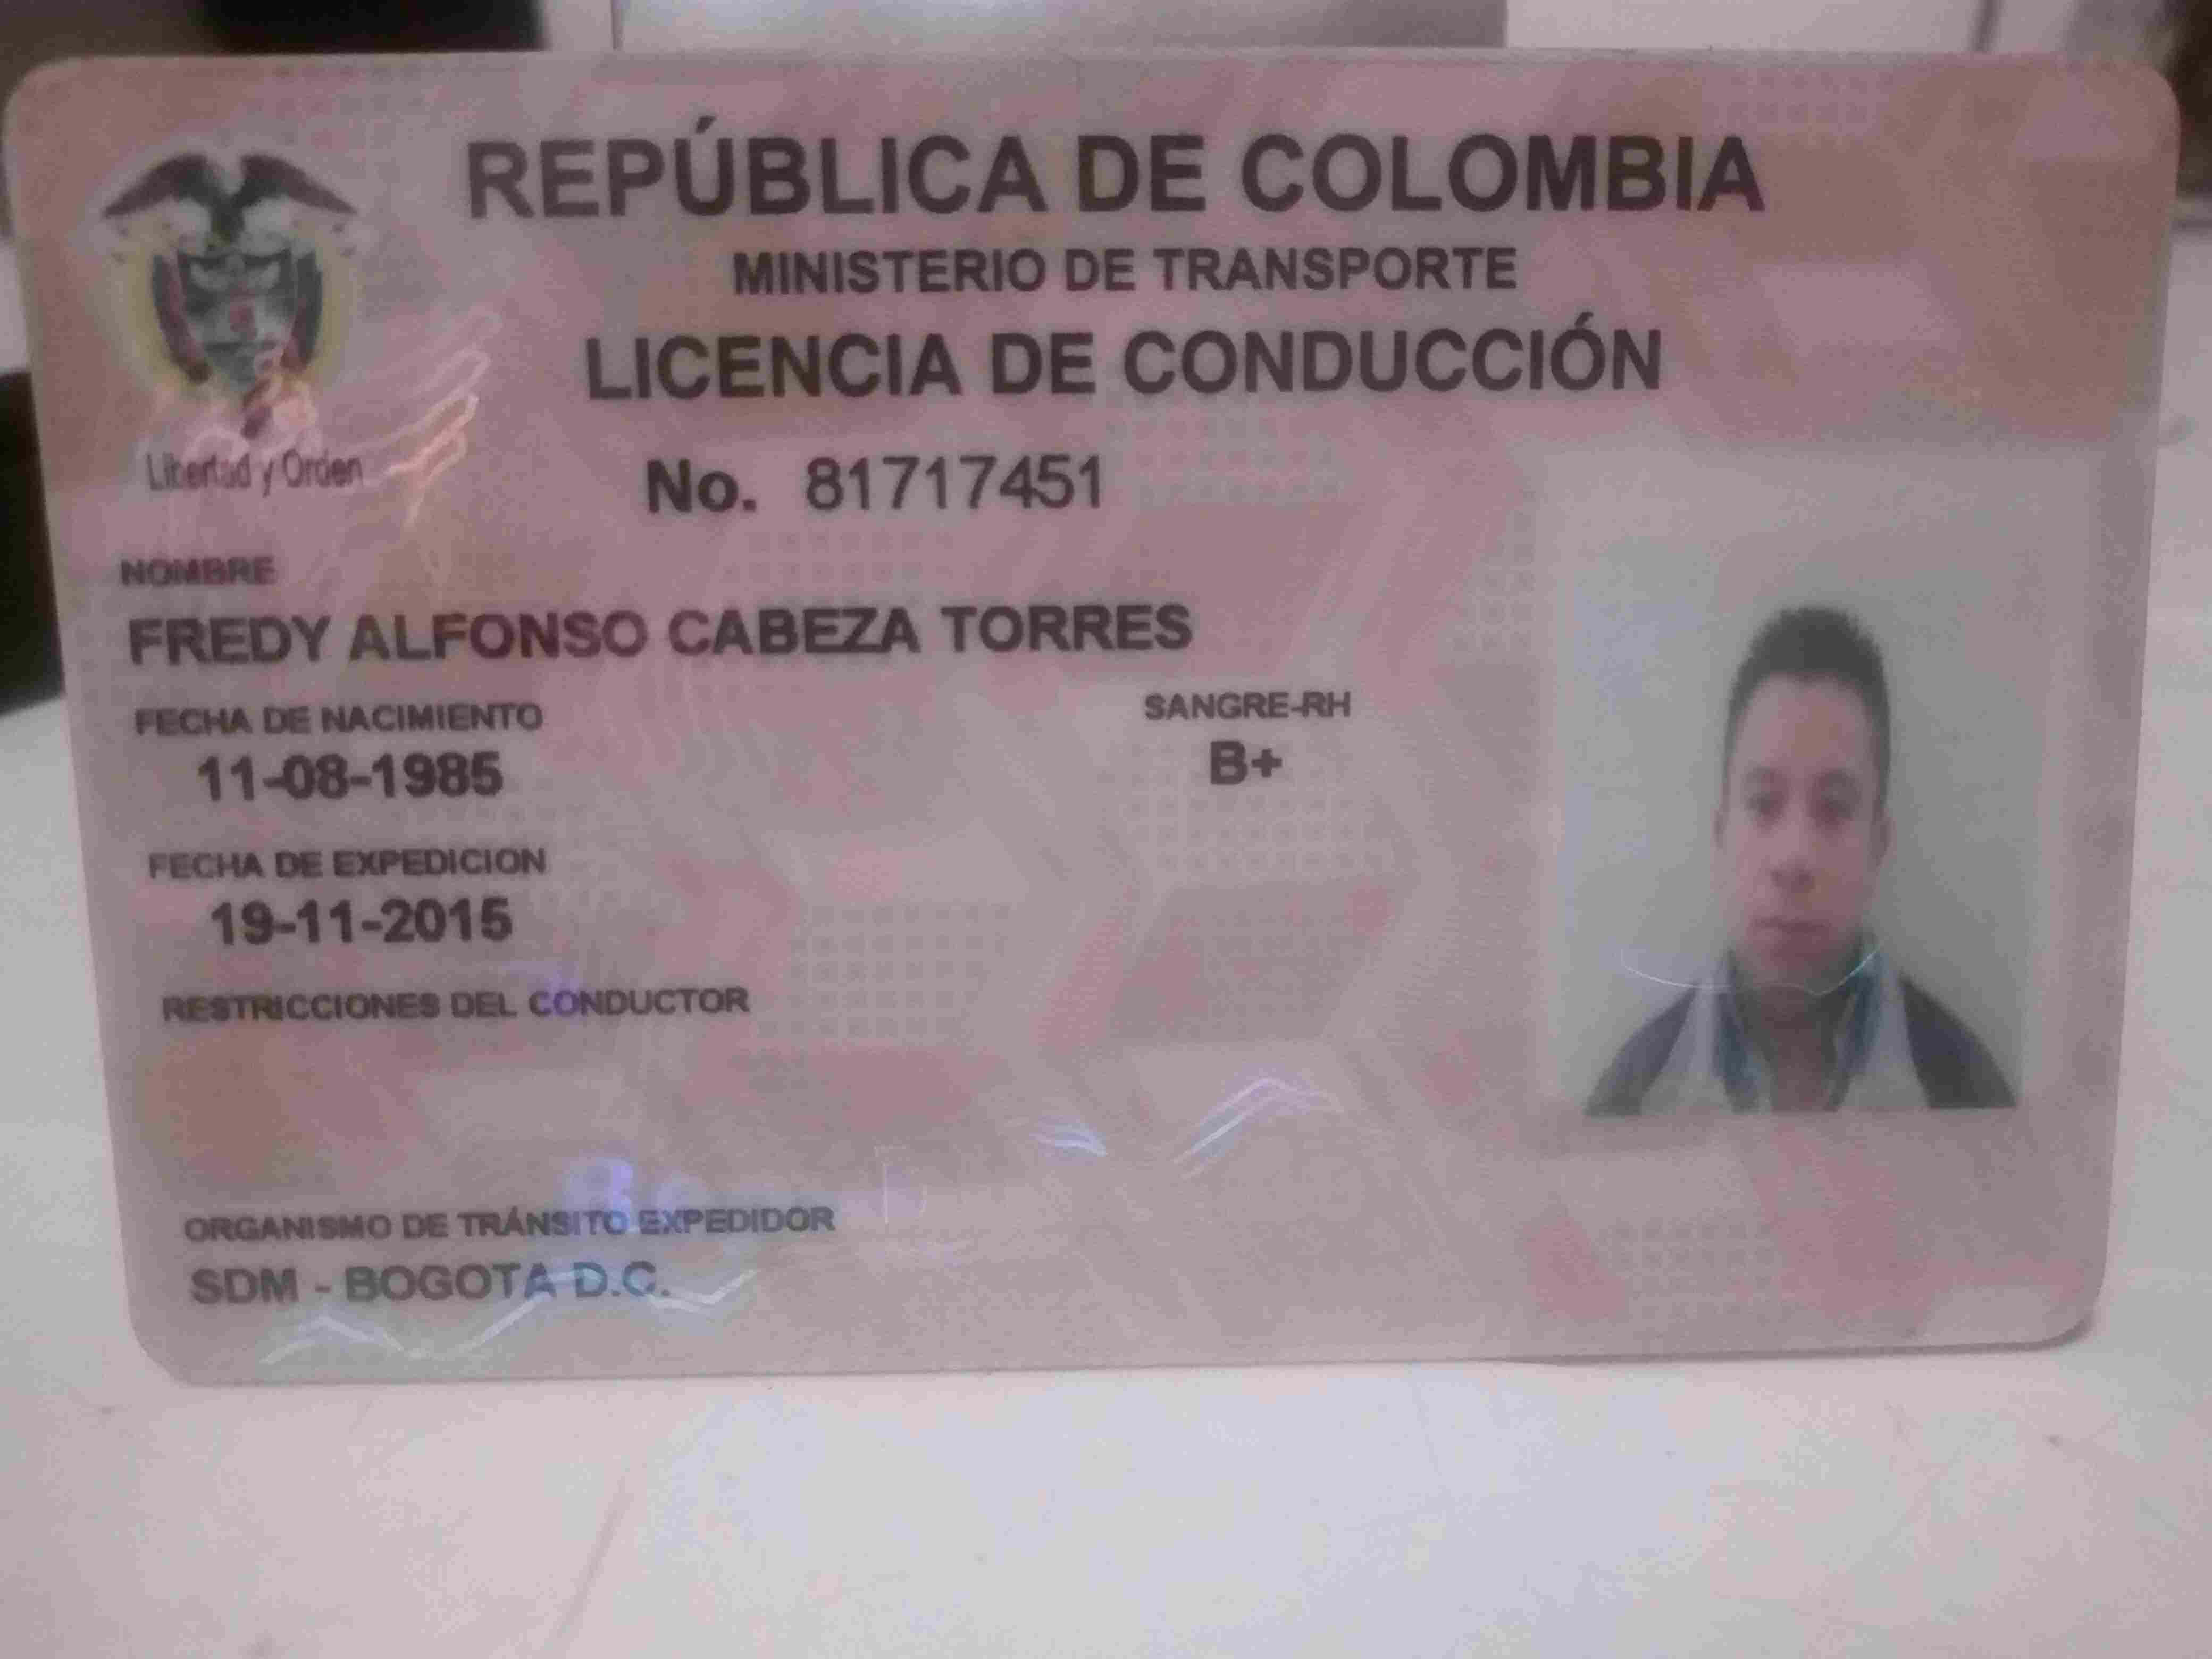 REPÚBLICA DE COLOMBIA
MINISTERIO DE TRANSPORTE
LICENCIA DE CONDUCCIÓN
Libertad y Orden
No. 81717451
NOMBRE
FREDY ALFONSO CABEZA TORRES
FECHA DE NACIMIENTO
SANGRE-RH
11-08-1985
B+
FECHA DE EXPEDICION
19-11-2015
RESTRICCIONES DEL CONDUCTOR
ORGANISMO DE TRÁNSITO EXPEDIDOR
SDM - BOGOTA D.C.